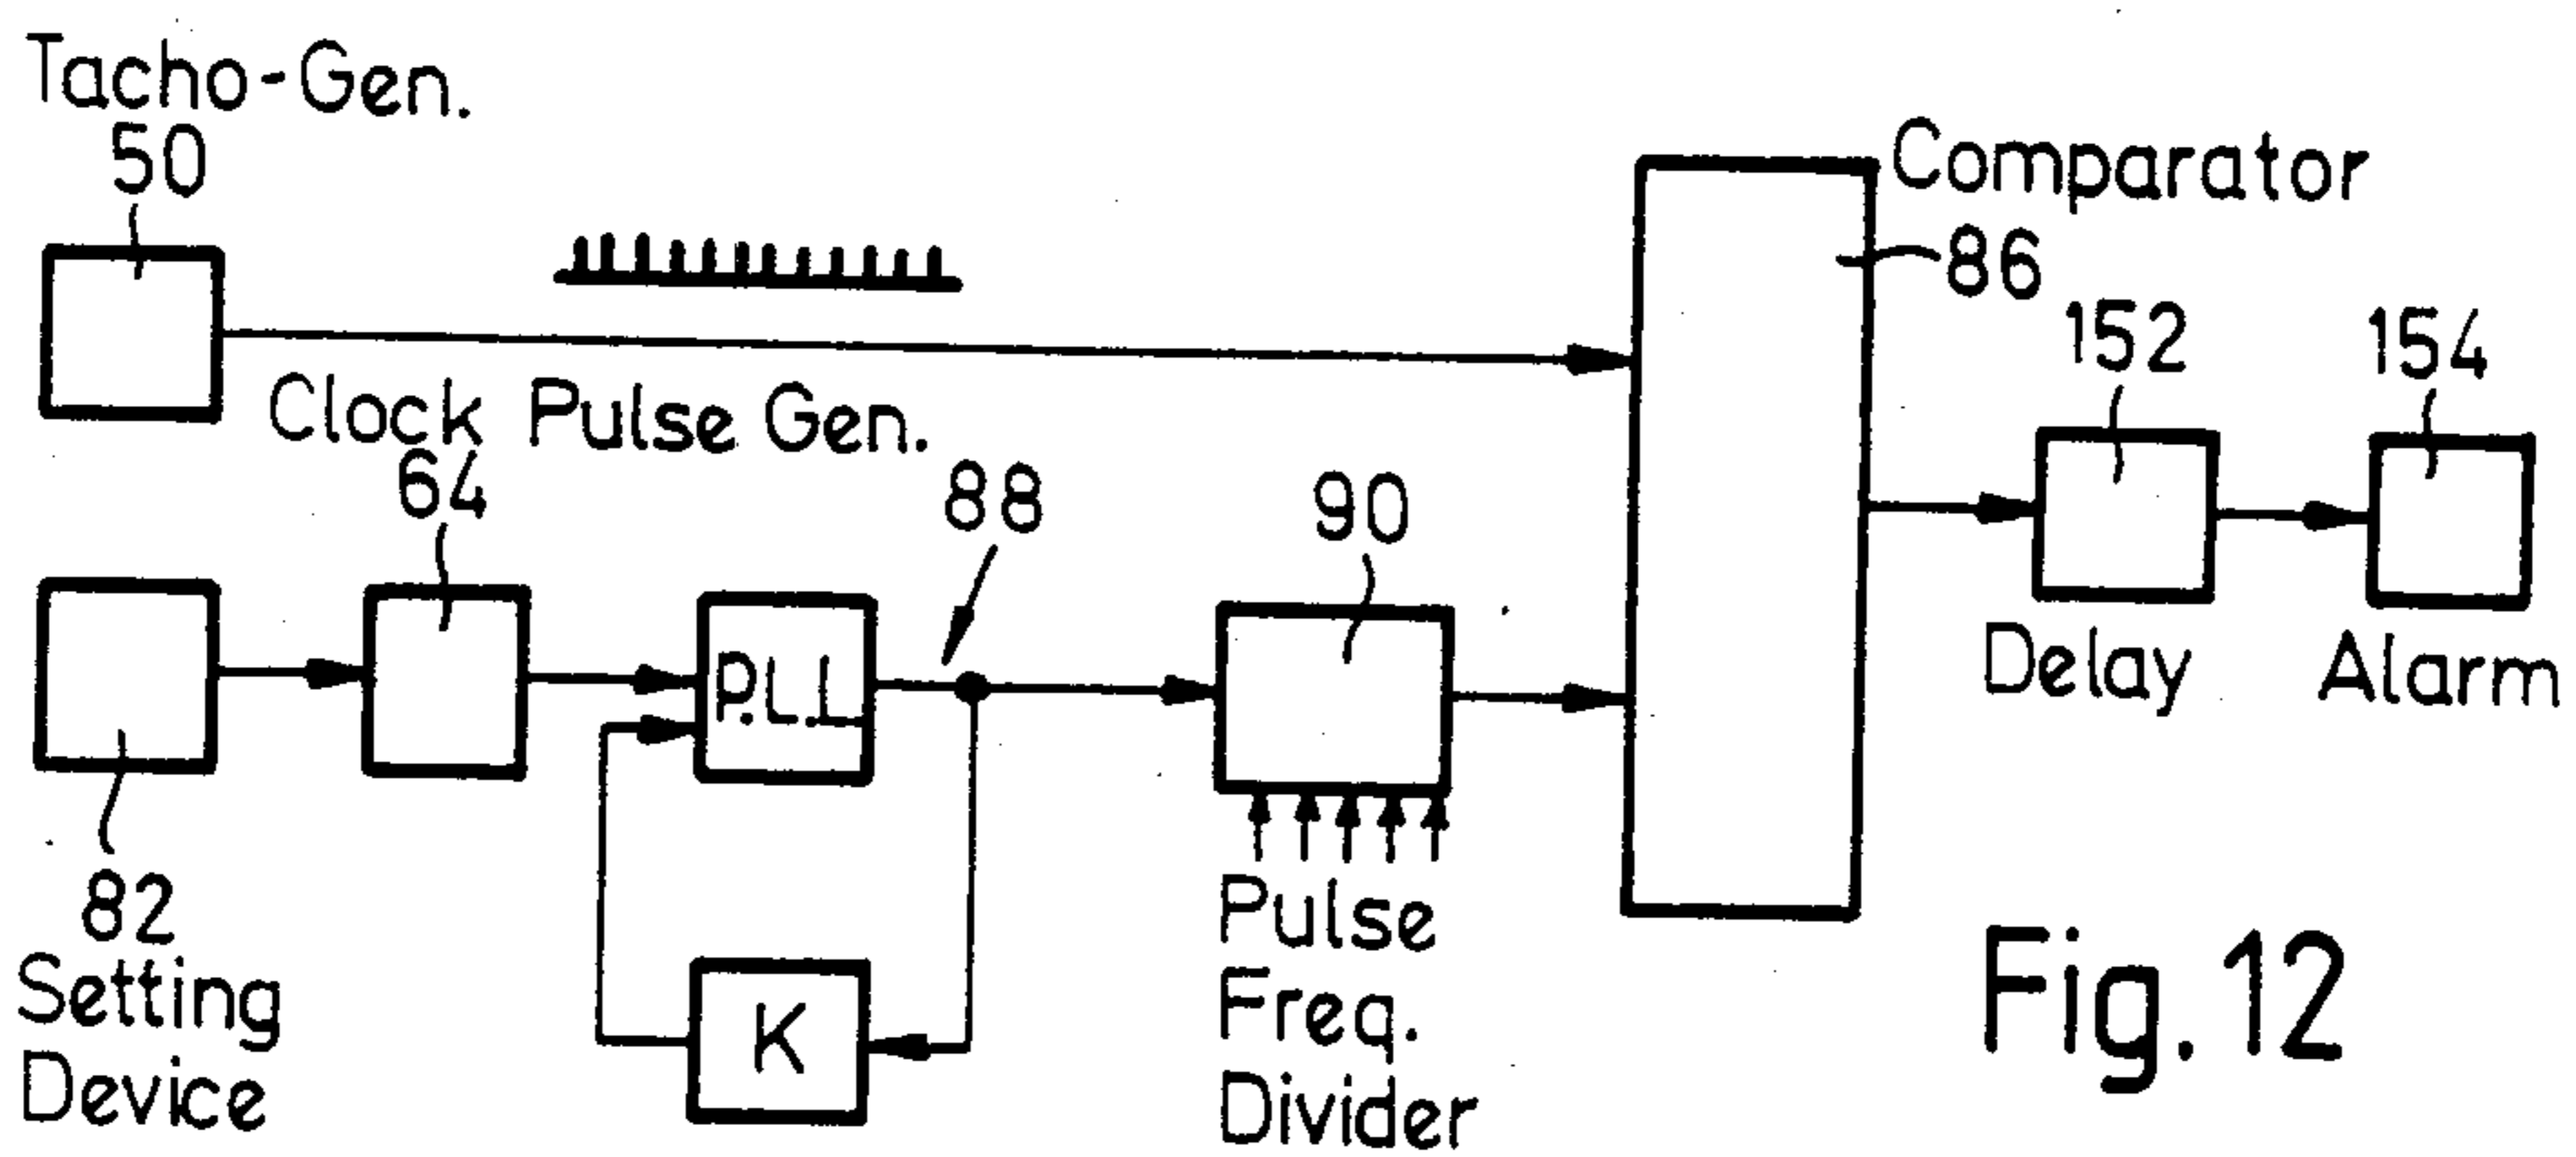 Tacho-Gen.
50
Comparator
86
152
154
Clock Pulse Gen.
64
88
90
P.L.L
Delay
Alarm
82
Setting
Device
K
Pulse
Freq.
Divider
Fig.12